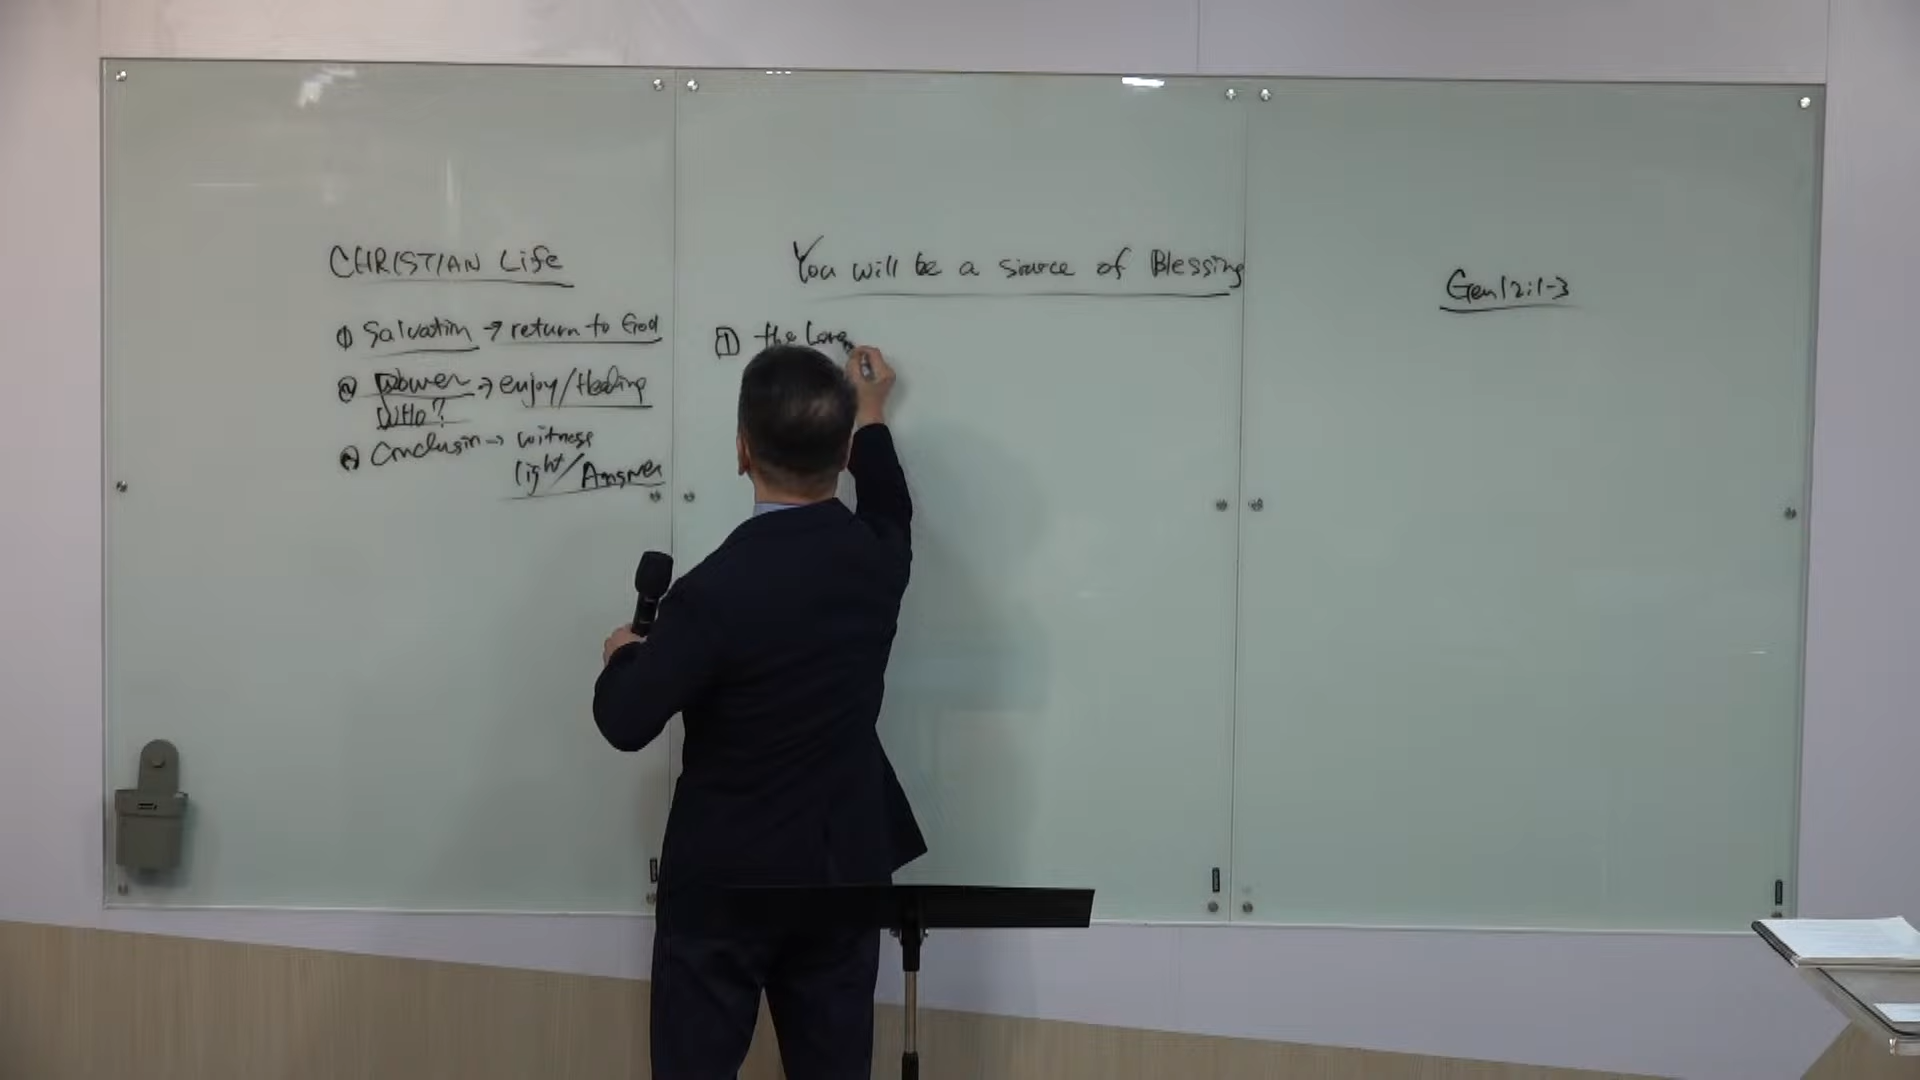 CHRISTIAN Life
① Salvation → return to God
② Power → enjoy/Healing
WHO?
③ Conclusion → witness
light/Answer
You will be a source of Blessing
1 the
Gen12:1-3